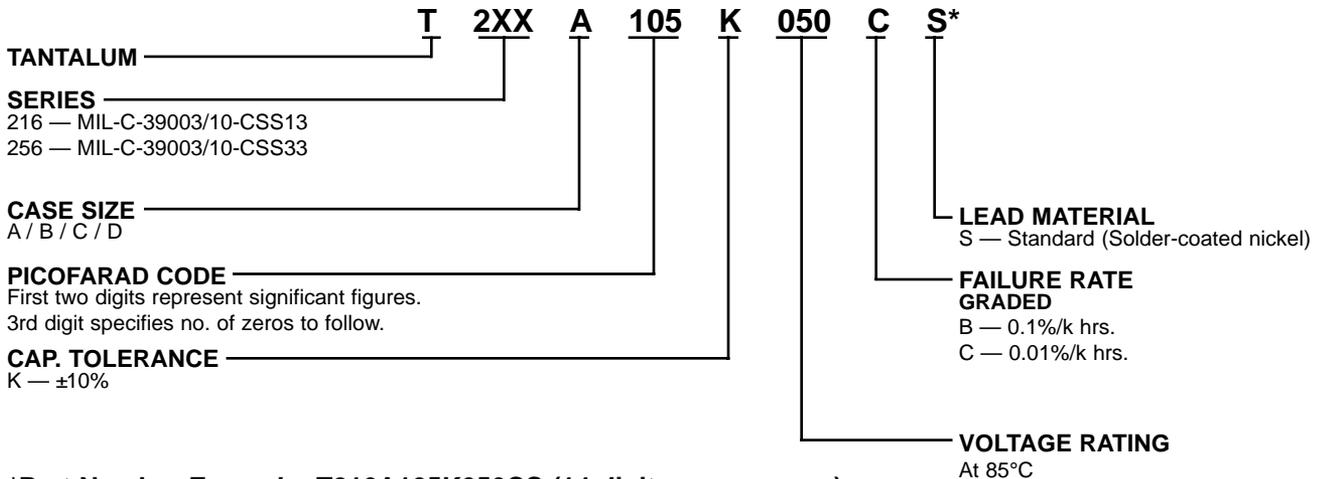 T 2XX A 105 K 050 C S*
TANTALUM
SERIES
216 — MIL-C-39003/10-CSS13
256 — MIL-C-39003/10-CSS33
CASE SIZE
A / B / C / D
PICOFARAD CODE
First two digits represent significant figures.
3rd digit specifies no. of zeros to follow.
CAP. TOLERANCE
K — ±10%
LEAD MATERIAL
S — Standard (Solder-coated nickel)
FAILURE RATE
GRADED
B — 0.1%/k hrs.
C — 0.01%/k hrs.
VOLTAGE RATING
At 85°C